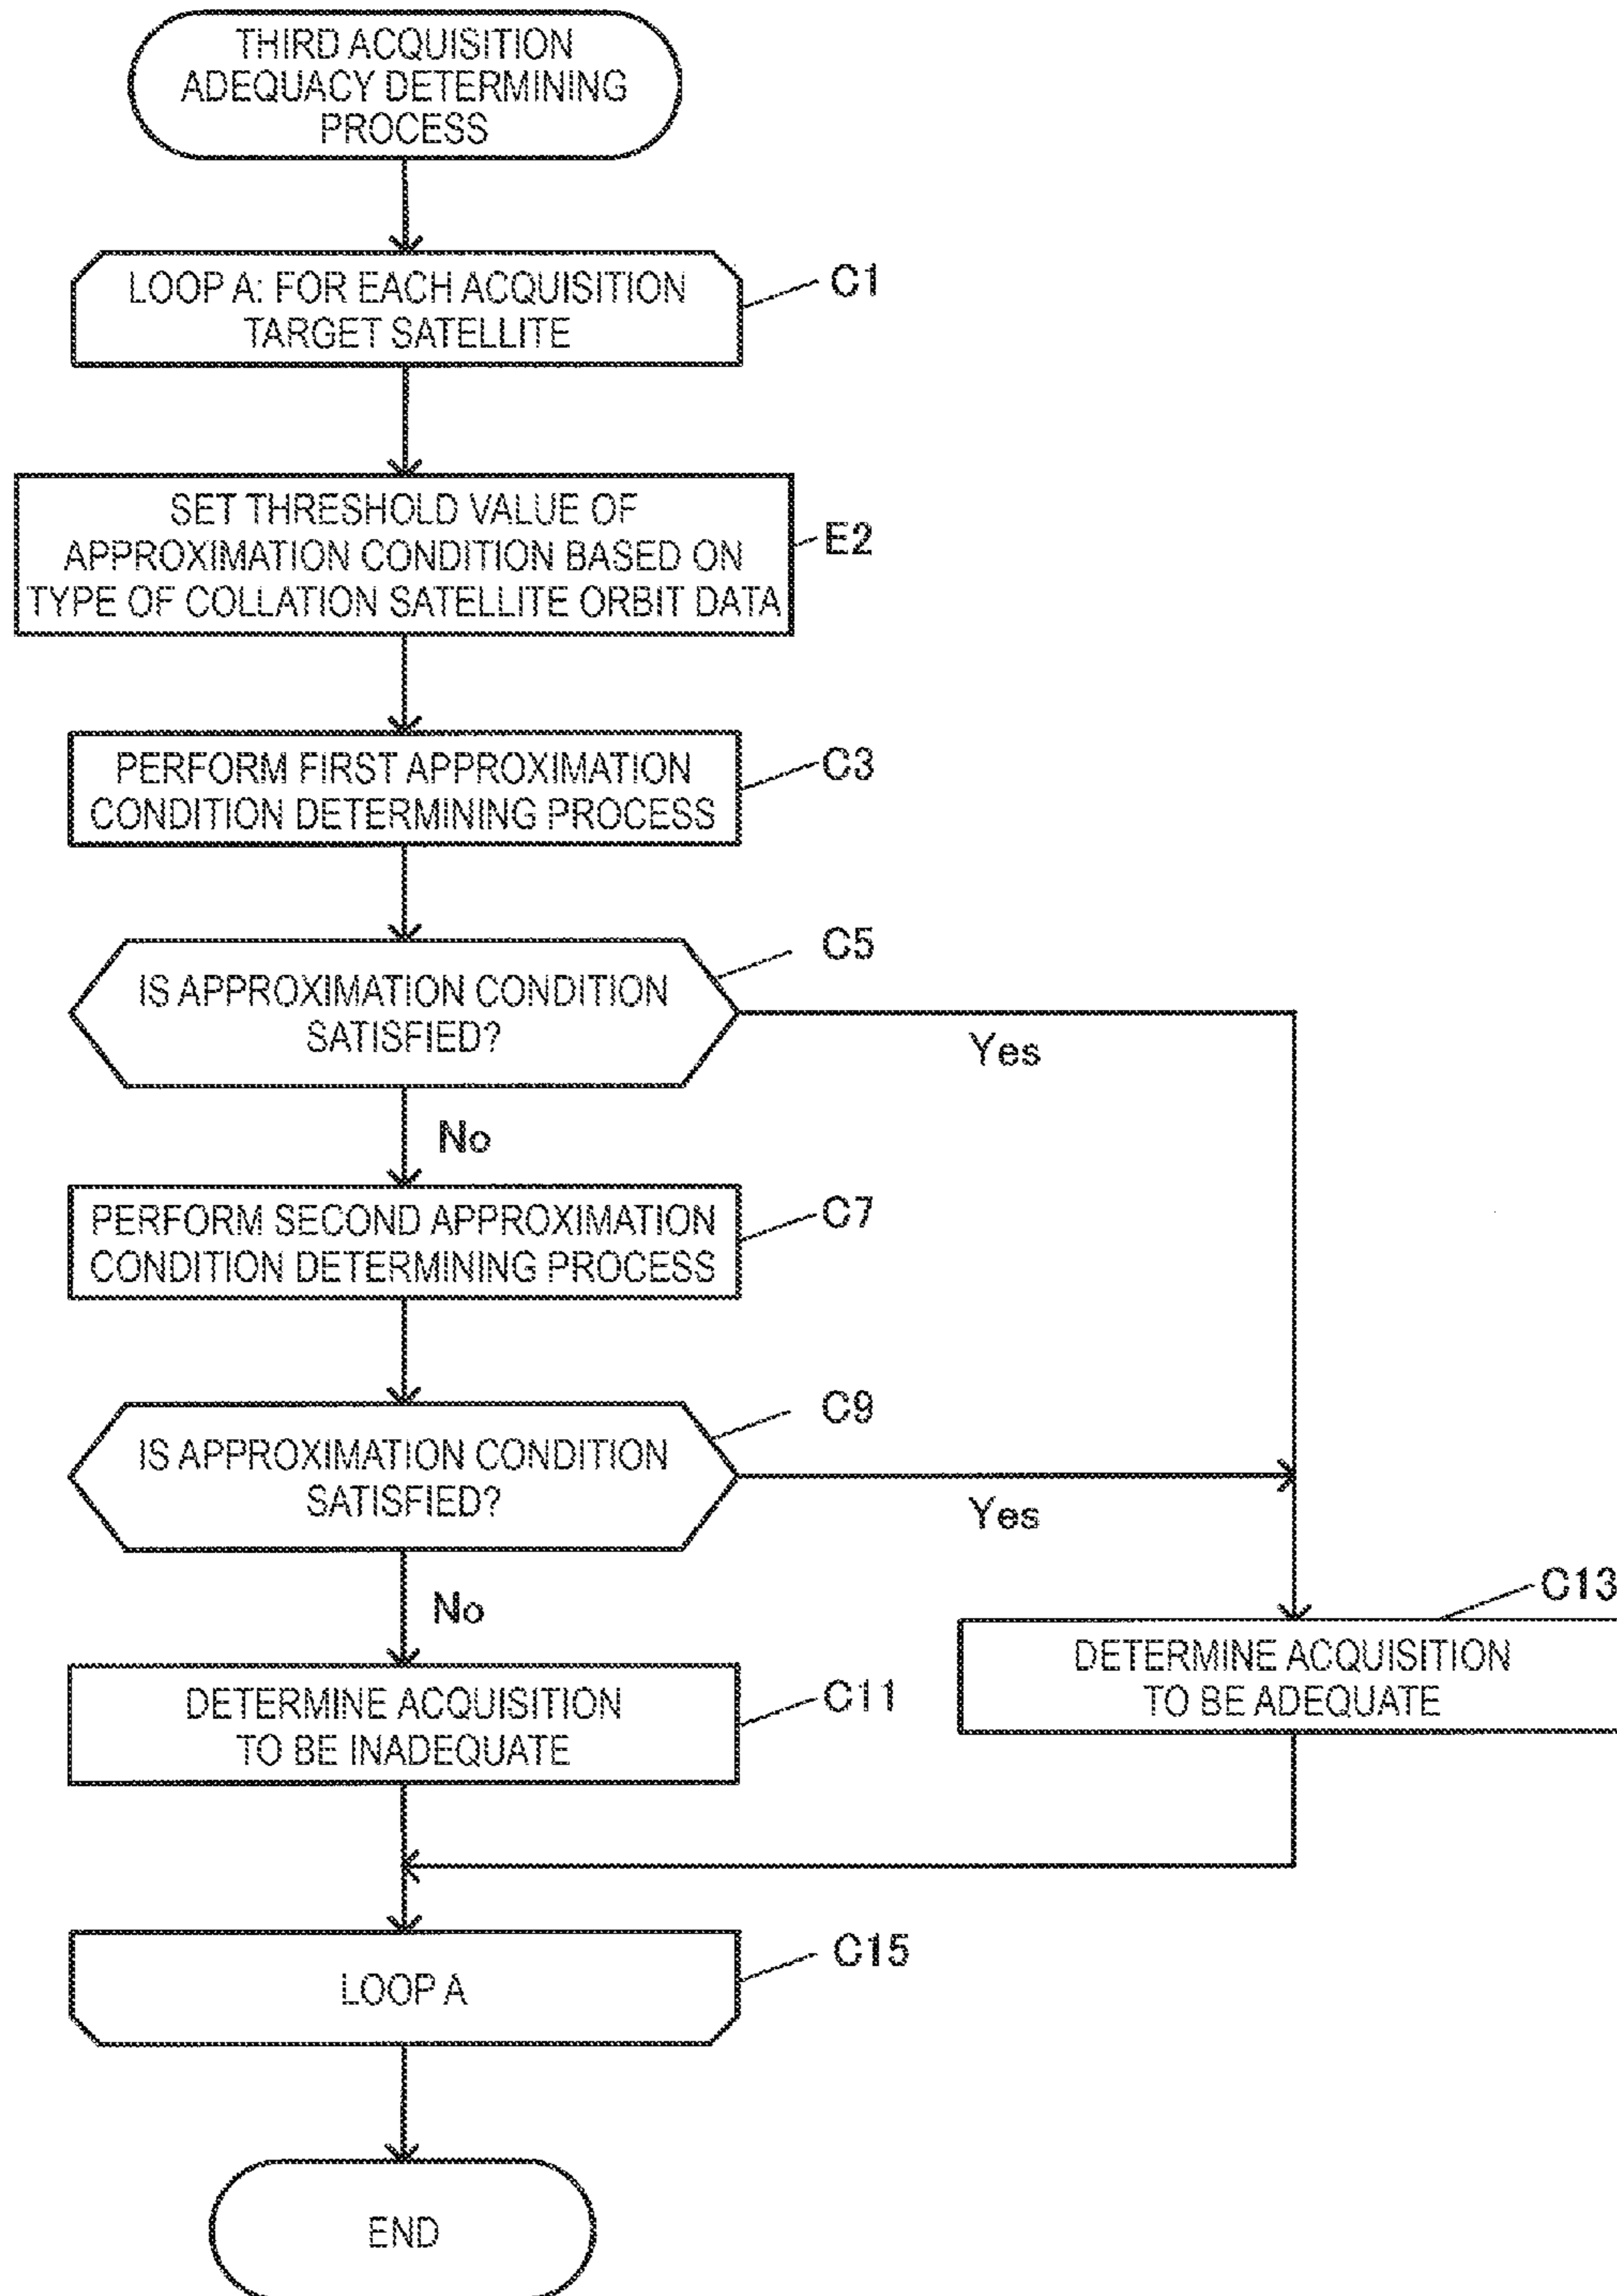 THIRD ACQUISITION
ADEQUACY DETERMINING
PROCESS
LOOP A: FOR EACH ACQUISITION
TARGET SATELLITE
C1
SET THRESHOLD VALUE OF
APPROXIMATION CONDITION BASED ON
TYPE OF COLLATION SATELLITE ORBIT DATA
E2
PERFORM FIRST APPROXIMATION
CONDITION DETERMINING PROCESS
C3
IS APPROXIMATION CONDITION
SATISFIED?
C5
Yes
No
PERFORM SECOND APPROXIMATION
CONDITION DETERMINING PROCESS
C7
IS APPROXIMATION CONDITION
SATISFIED?
C9
Yes
No
DETERMINE ACQUISITION
TO BE INADEQUATE
C11
DETERMINE ACQUISITION
TO BE ADEQUATE
C13
LOOP A
C15
END